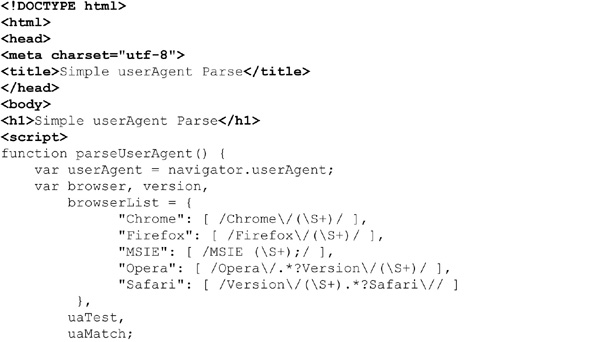 <!DOCTYPE html>
<html>
<head>
<meta charset="utf-8">
<title>Simple userAgent Parse</title>
</head>
<body>
<h1>Simple userAgent Parse</h1>
<script>
function parseUserAgent() {
    var userAgent = navigator.userAgent;
    var browser, version,
        browserList = {
              "Chrome": [ /Chrome\/(\S+)/ ],
              "Firefox": [ /Firefox\/(\S+)/ ],
              "MSIE": [ /MSIE (\S+);/ ],
              "Opera": [ /Opera\/.*?Version\/(\S+)/ ],
              "Safari": [ /Version\/(\S+).*?Safari\// ]
         },
        uaTest,
        uaMatch;